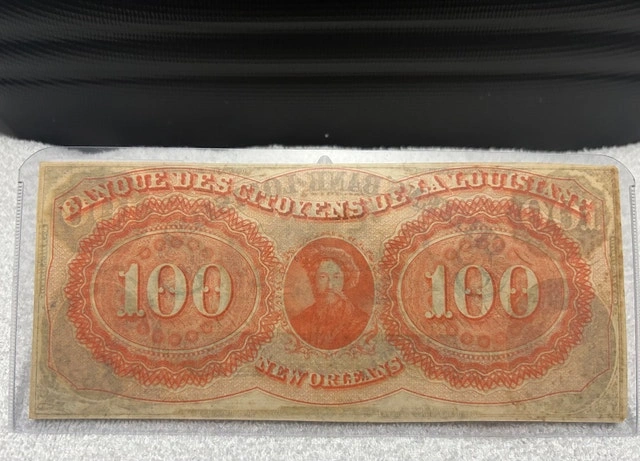 BANQUE DES CITOYENS DE LA LOUISIANE
100
100
NEW ORLEANS